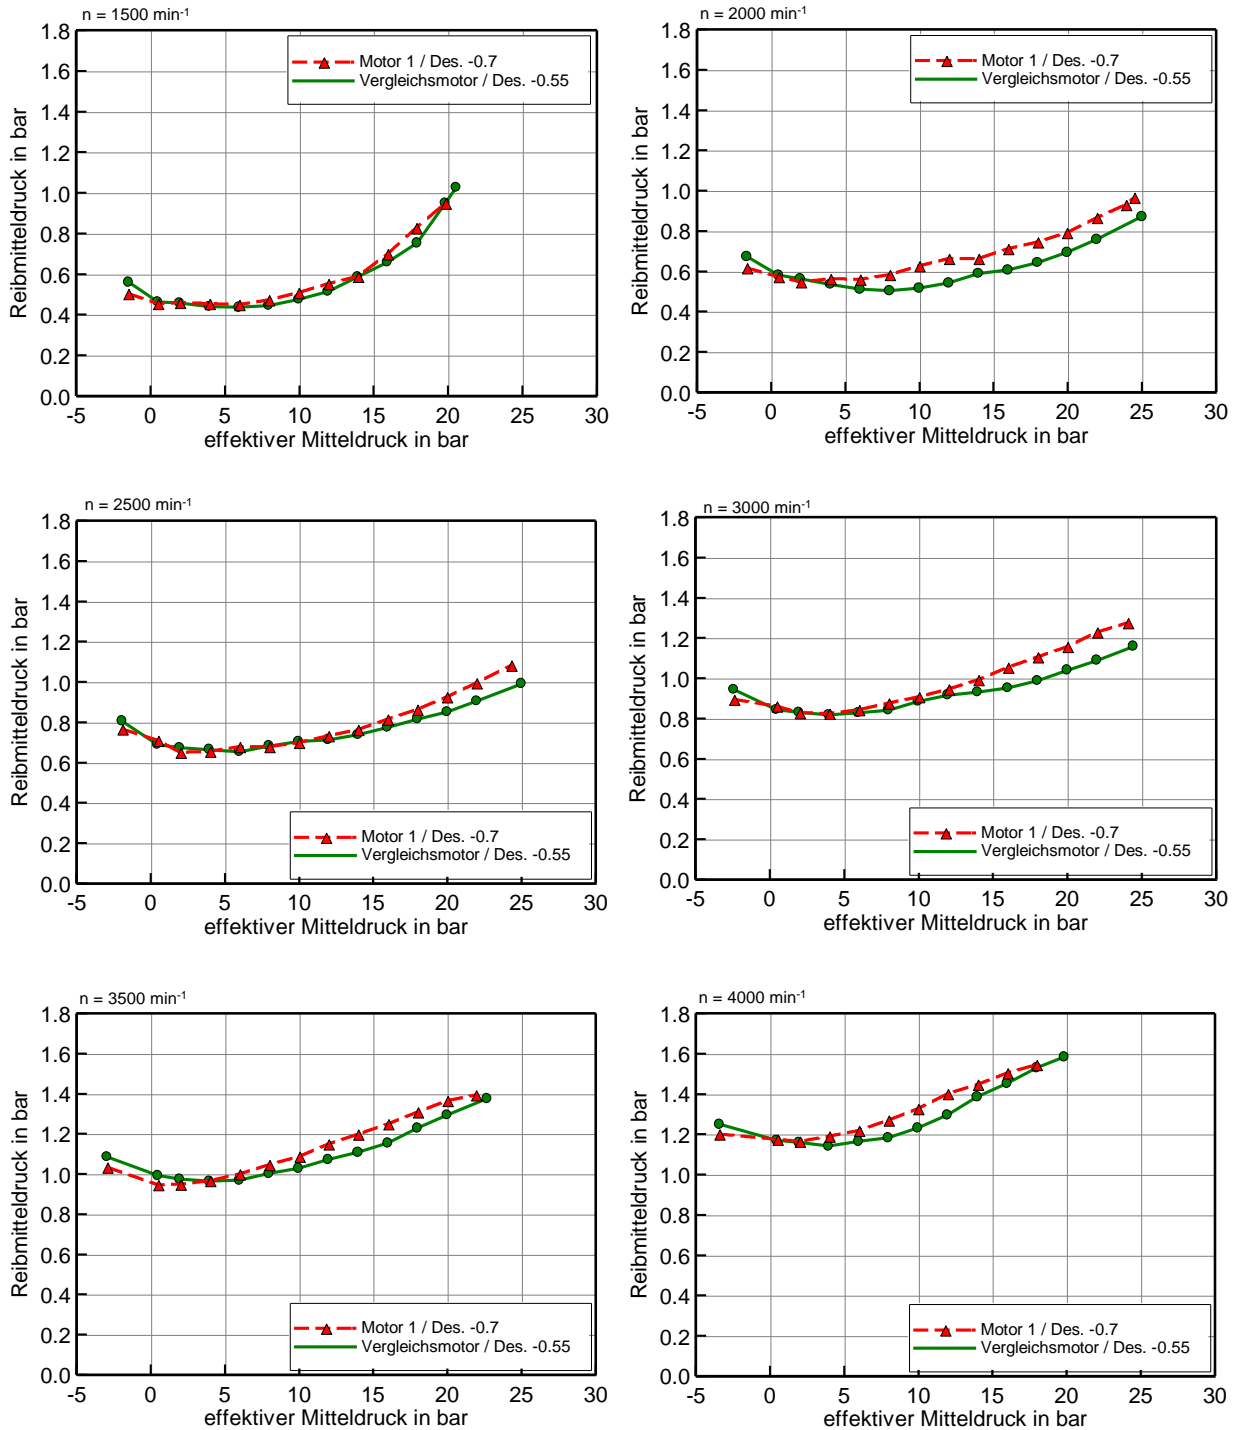 n = 1500 min-1
Reibmitteldruck in bar
1.8
1.6
1.4
1.2
1.0
0.8
0.6
0.4
0.2
0.0
Motor 1 / Des. -0.7
Vergleichsmotor / Des. -0.55
-5 0 5 10 15 20 25 30
effektiver Mitteldruck in bar
n = 2000 min-1
Reibmitteldruck in bar
1.8
1.6
1.4
1.2
1.0
0.8
0.6
0.4
0.2
0.0
Motor 1 / Des. -0.7
Vergleichsmotor / Des. -0.55
-5 0 5 10 15 20 25 30
effektiver Mitteldruck in bar
n = 2500 min-1
Reibmitteldruck in bar
1.8
1.6
1.4
1.2
1.0
0.8
0.6
0.4
0.2
0.0
Motor 1 / Des. -0.7
Vergleichsmotor / Des. -0.55
-5 0 5 10 15 20 25 30
effektiver Mitteldruck in bar
n = 3000 min-1
Reibmitteldruck in bar
1.8
1.6
1.4
1.2
1.0
0.8
0.6
0.4
0.2
0.0
Motor 1 / Des. -0.7
Vergleichsmotor / Des. -0.55
-5 0 5 10 15 20 25 30
effektiver Mitteldruck in bar
n = 3500 min-1
Reibmitteldruck in bar
1.8
1.6
1.4
1.2
1.0
0.8
0.6
0.4
0.2
0.0
Motor 1 / Des. -0.7
Vergleichsmotor / Des. -0.55
-5 0 5 10 15 20 25 30
effektiver Mitteldruck in bar
n = 4000 min-1
Reibmitteldruck in bar
1.8
1.6
1.4
1.2
1.0
0.8
0.6
0.4
0.2
0.0
Motor 1 / Des. -0.7
Vergleichsmotor / Des. -0.55
-5 0 5 10 15 20 25 30
effektiver Mitteldruck in bar